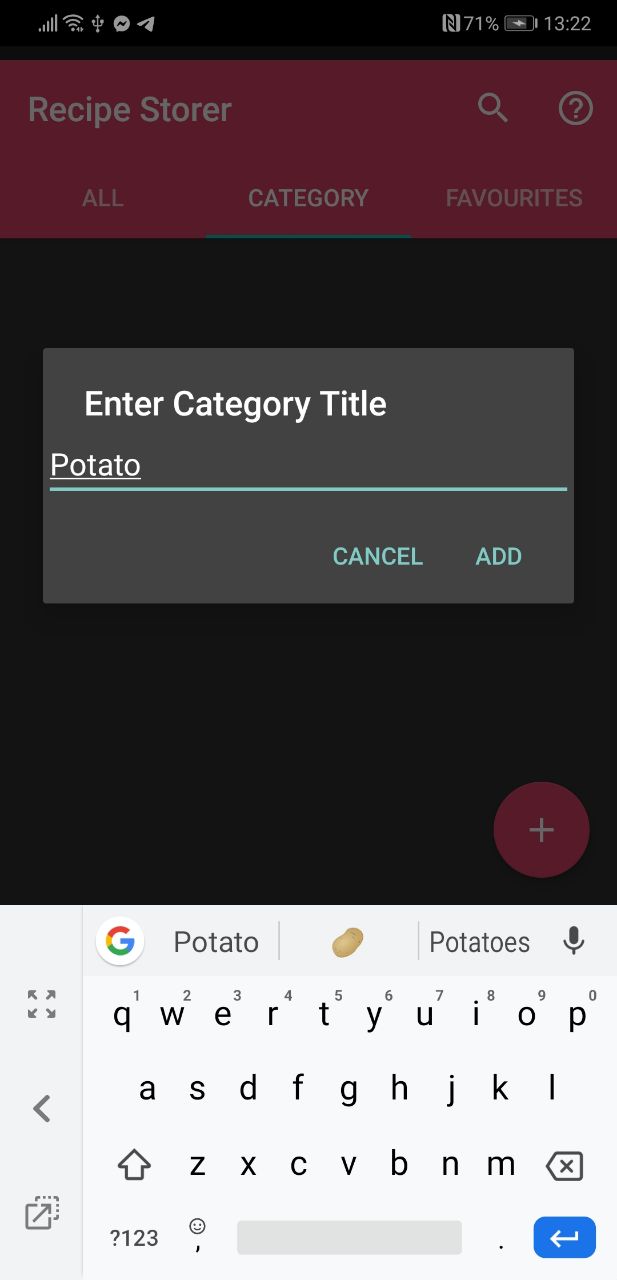 71% 13:22
Recipe Storer
ALL CATEGORY FAVOURITES
Enter Category Title
Potato
CANCEL ADD
+
G Potato Potatoes
1 2 3 4 5 6 7 8 9 0
q w e r t y u i o p
a s d f g h j k l
z x c v b n m
?123 , .